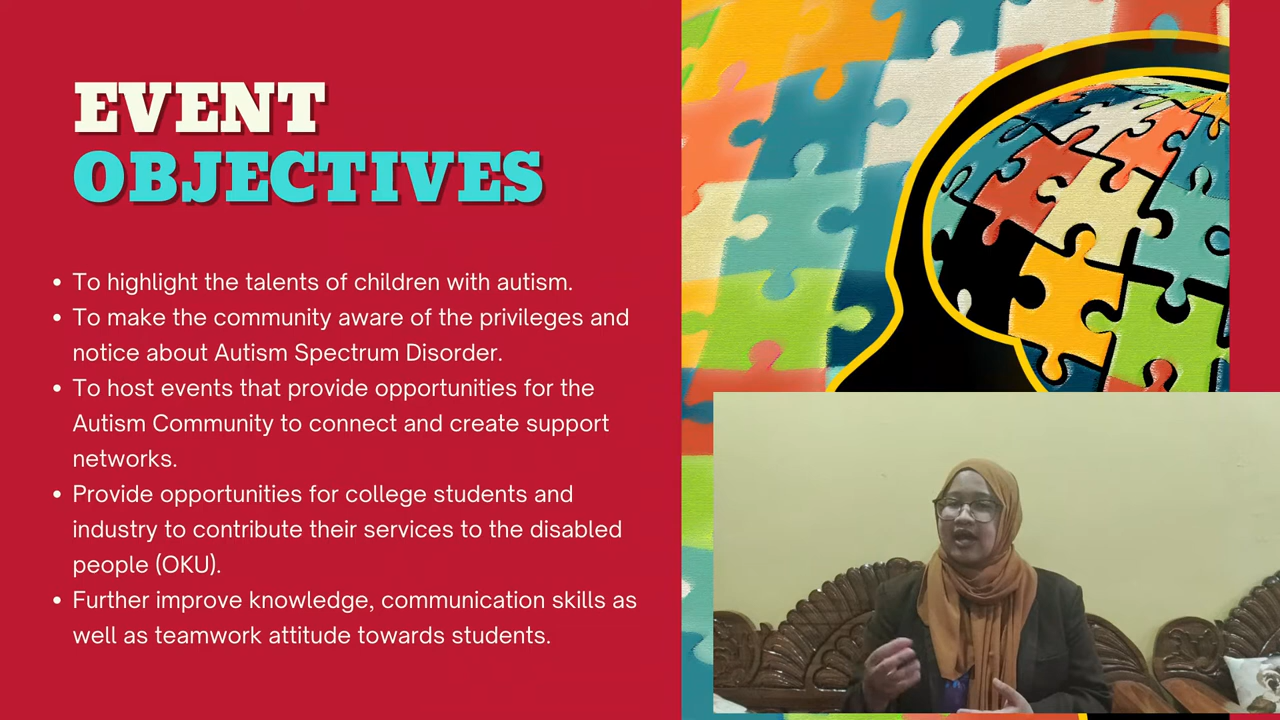 EVENT
OBJECTIVES
• To highlight the talents of children with autism.
• To make the community aware of the privileges and
notice about Autism Spectrum Disorder.
• To host events that provide opportunities for the
Autism Community to connect and create support
networks.
• Provide opportunities for college students and
industry to contribute their services to the disabled
people (OKU).
• Further improve knowledge, communication skills as
well as teamwork attitude towards students.